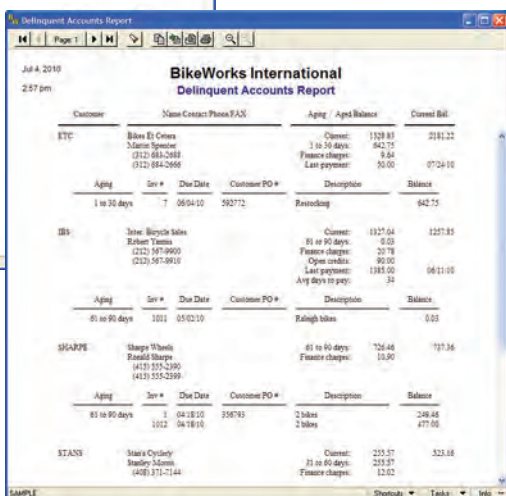 Delinquent Accounts Report
Page 1
Jul 4, 2010
2:57 pm
BikeWorks International
Delinquent Accounts Report
Customer Name/Contact/Phone/FAX Aging / Aged Balance Current Bal.
ETC Bikes Et Cetera Current: 1528.83 2181.22
Martin Spencer 1 to 30 days: 642.75
(312) 683-2688 Finance charges: 9.64
(312) 684-2666 Last payment: 50.00 07/24/10
Aging Inv # Due Date Customer PO # Description Balance
1 to 30 days 7 06/04/10 592772 Restocking 642.75
IBS Inter. Bicycle Sales Current: 1327.04 1257.85
Robert Tannis 61 to 90 days: 0.03
(212) 567-9900 Finance charges: 20.78
(212) 567-9910 Open credits: 90.00
Last payment: 1385.00 06/11/10
Avg days to pay: 34
Aging Inv # Due Date Customer PO # Description Balance
61 to 90 days 1011 05/02/10 Raleigh bikes 0.03
SHARPE Sharpe Wheels 61 to 90 days: 726.46 737.36
Ronald Sharpe Finance charges: 10.90
(415) 555-2390
(415) 555-2399
Aging Inv # Due Date Customer PO # Description Balance
61 to 90 days 1 04/18/10 356793 2 bikes 249.46
1012 04/18/10 2 bikes 477.00
STANS Stan's Cyclery Current: 255.57 523.16
Stanley Morris 31 to 60 days: 255.57
(408) 371-7144 Finance charges: 12.02
SAMPLE Shortcuts Tasks Info